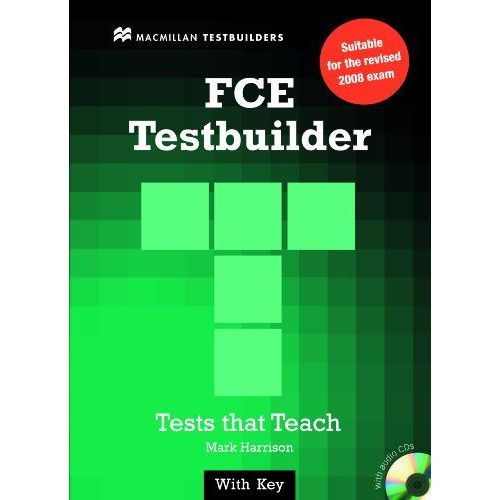 MACMILLAN TESTBUILDERS
Suitable
for the revised
2008 exam
FCE
Testbuilder
Tests that Teach
Mark Harrison
With Key
with audio CDs